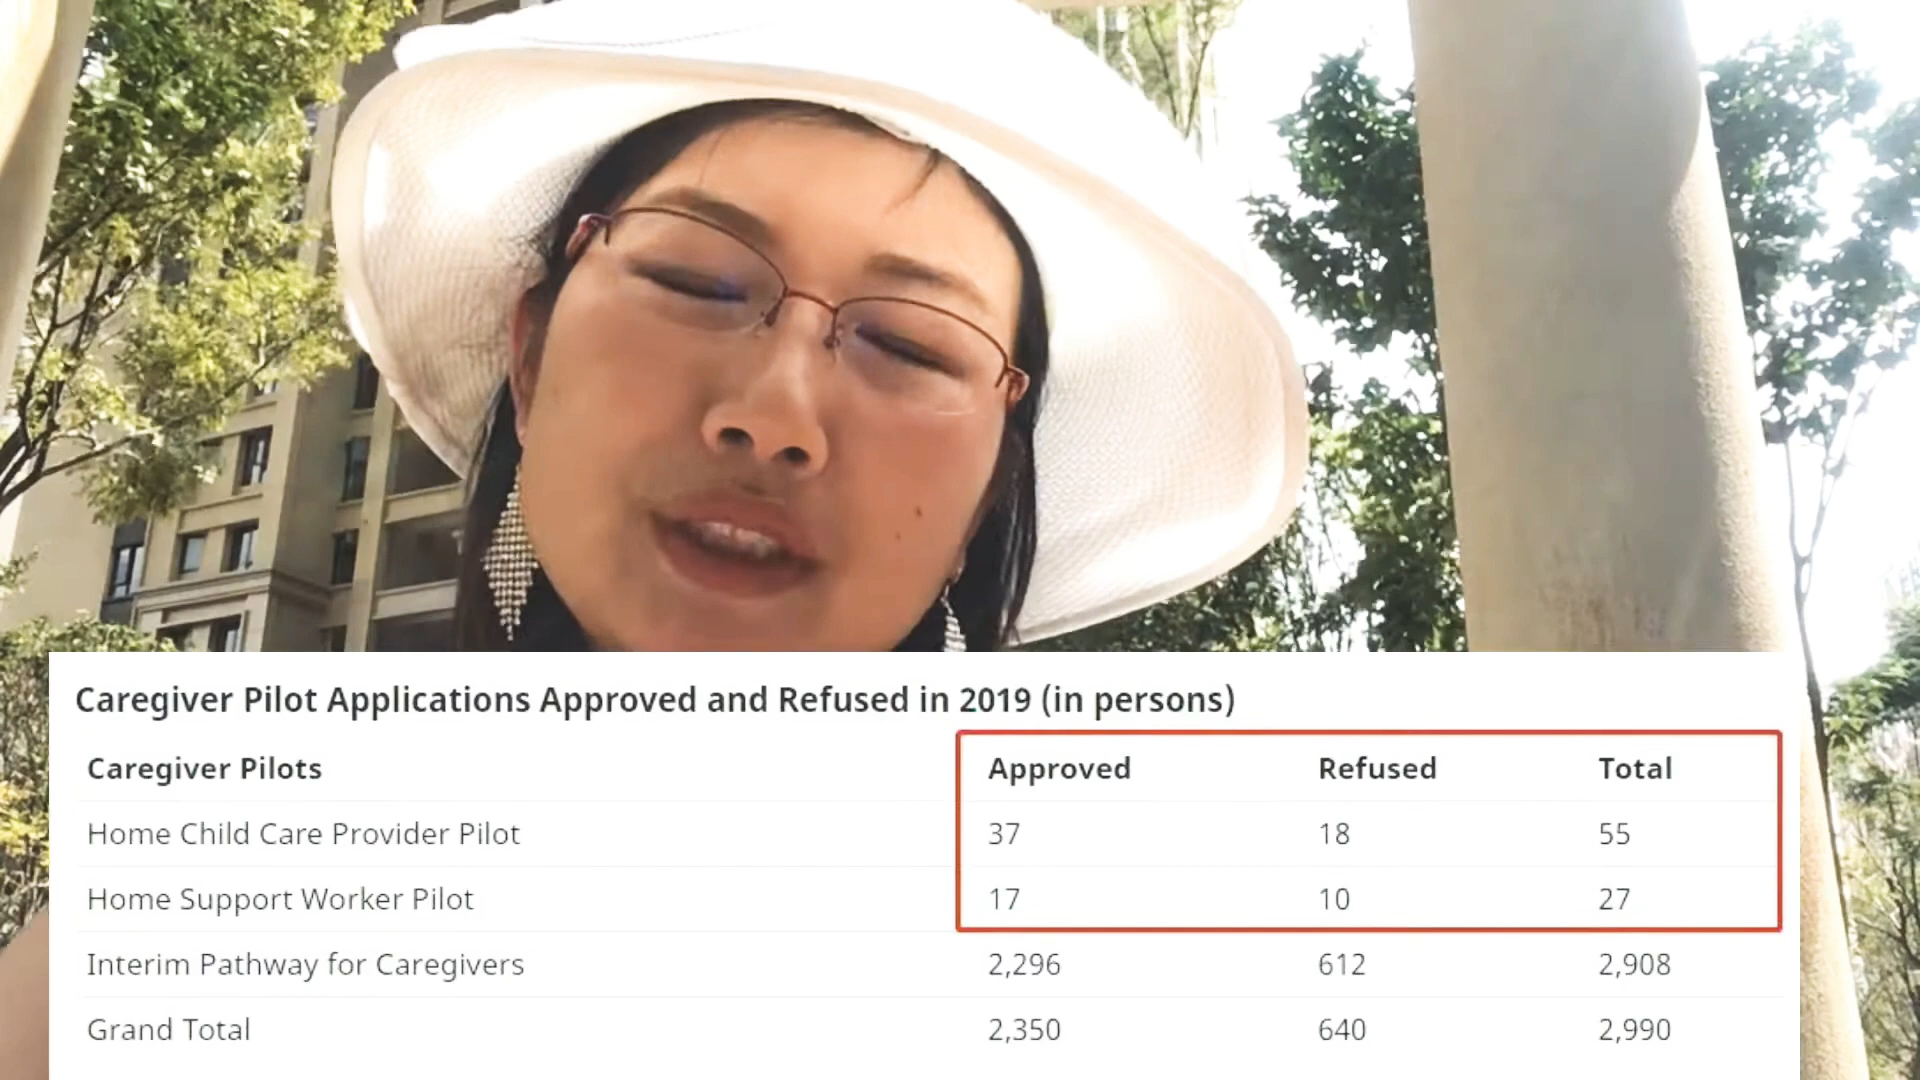 Caregiver Pilot Applications Approved and Refused in 2019 (in persons)
Caregiver Pilots Approved Refused Total
Home Child Care Provider Pilot 37 18 55
Home Support Worker Pilot 17 10 27
Interim Pathway for Caregivers 2,296 612 2,908
Grand Total 2,350 640 2,990